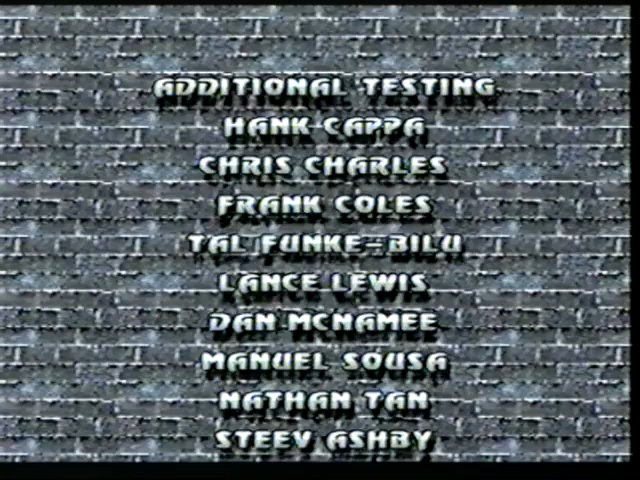 ADDITIONAL TESTING
HANK CAPPA
CHRIS CHARLES
FRANK COLES
TAL FUNKE-BILU
LANCE LEWIS
DAN MCNAMEE
MANUEL SOUSA
NATHAN TAN
STEEV ASHBY